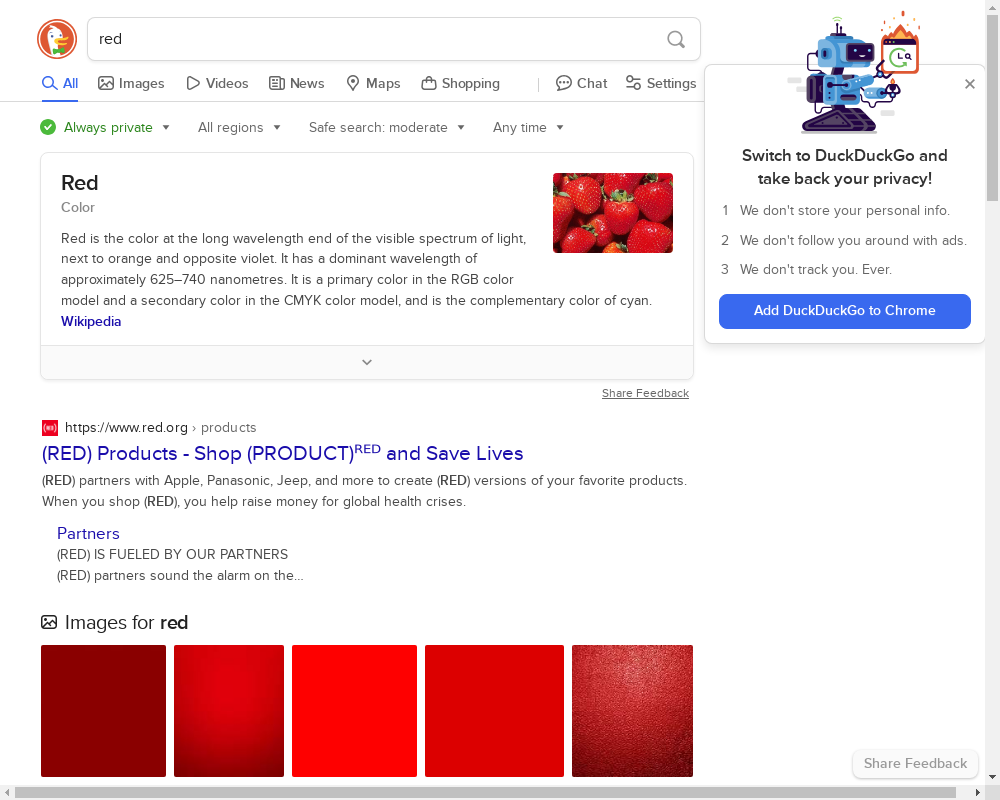 red
All
Images
Videos
News
Maps
Shopping
Chat
Settings
Always private
All regions
Safe search: moderate
Any time
Red
Color
Red is the color at the long wavelength end of the visible spectrum of light,
next to orange and opposite violet. It has a dominant wavelength of
approximately 625–740 nanometres. It is a primary color in the RGB color
model and a secondary color in the CMYK color model, and is the complementary color of cyan.
Wikipedia
Share Feedback
https://www.red.org › products
(RED) Products - Shop (PRODUCT)ᴿᴱᴰ and Save Lives
(RED) partners with Apple, Panasonic, Jeep, and more to create (RED) versions of your favorite products.
When you shop (RED), you help raise money for global health crises.
Partners
(RED) IS FUELED BY OUR PARTNERS
(RED) partners sound the alarm on the...
Images for red
Switch to DuckDuckGo and
take back your privacy!
1 We don't store your personal info.
2 We don't follow you around with ads.
3 We don't track you. Ever.
Add DuckDuckGo to Chrome
Share Feedback